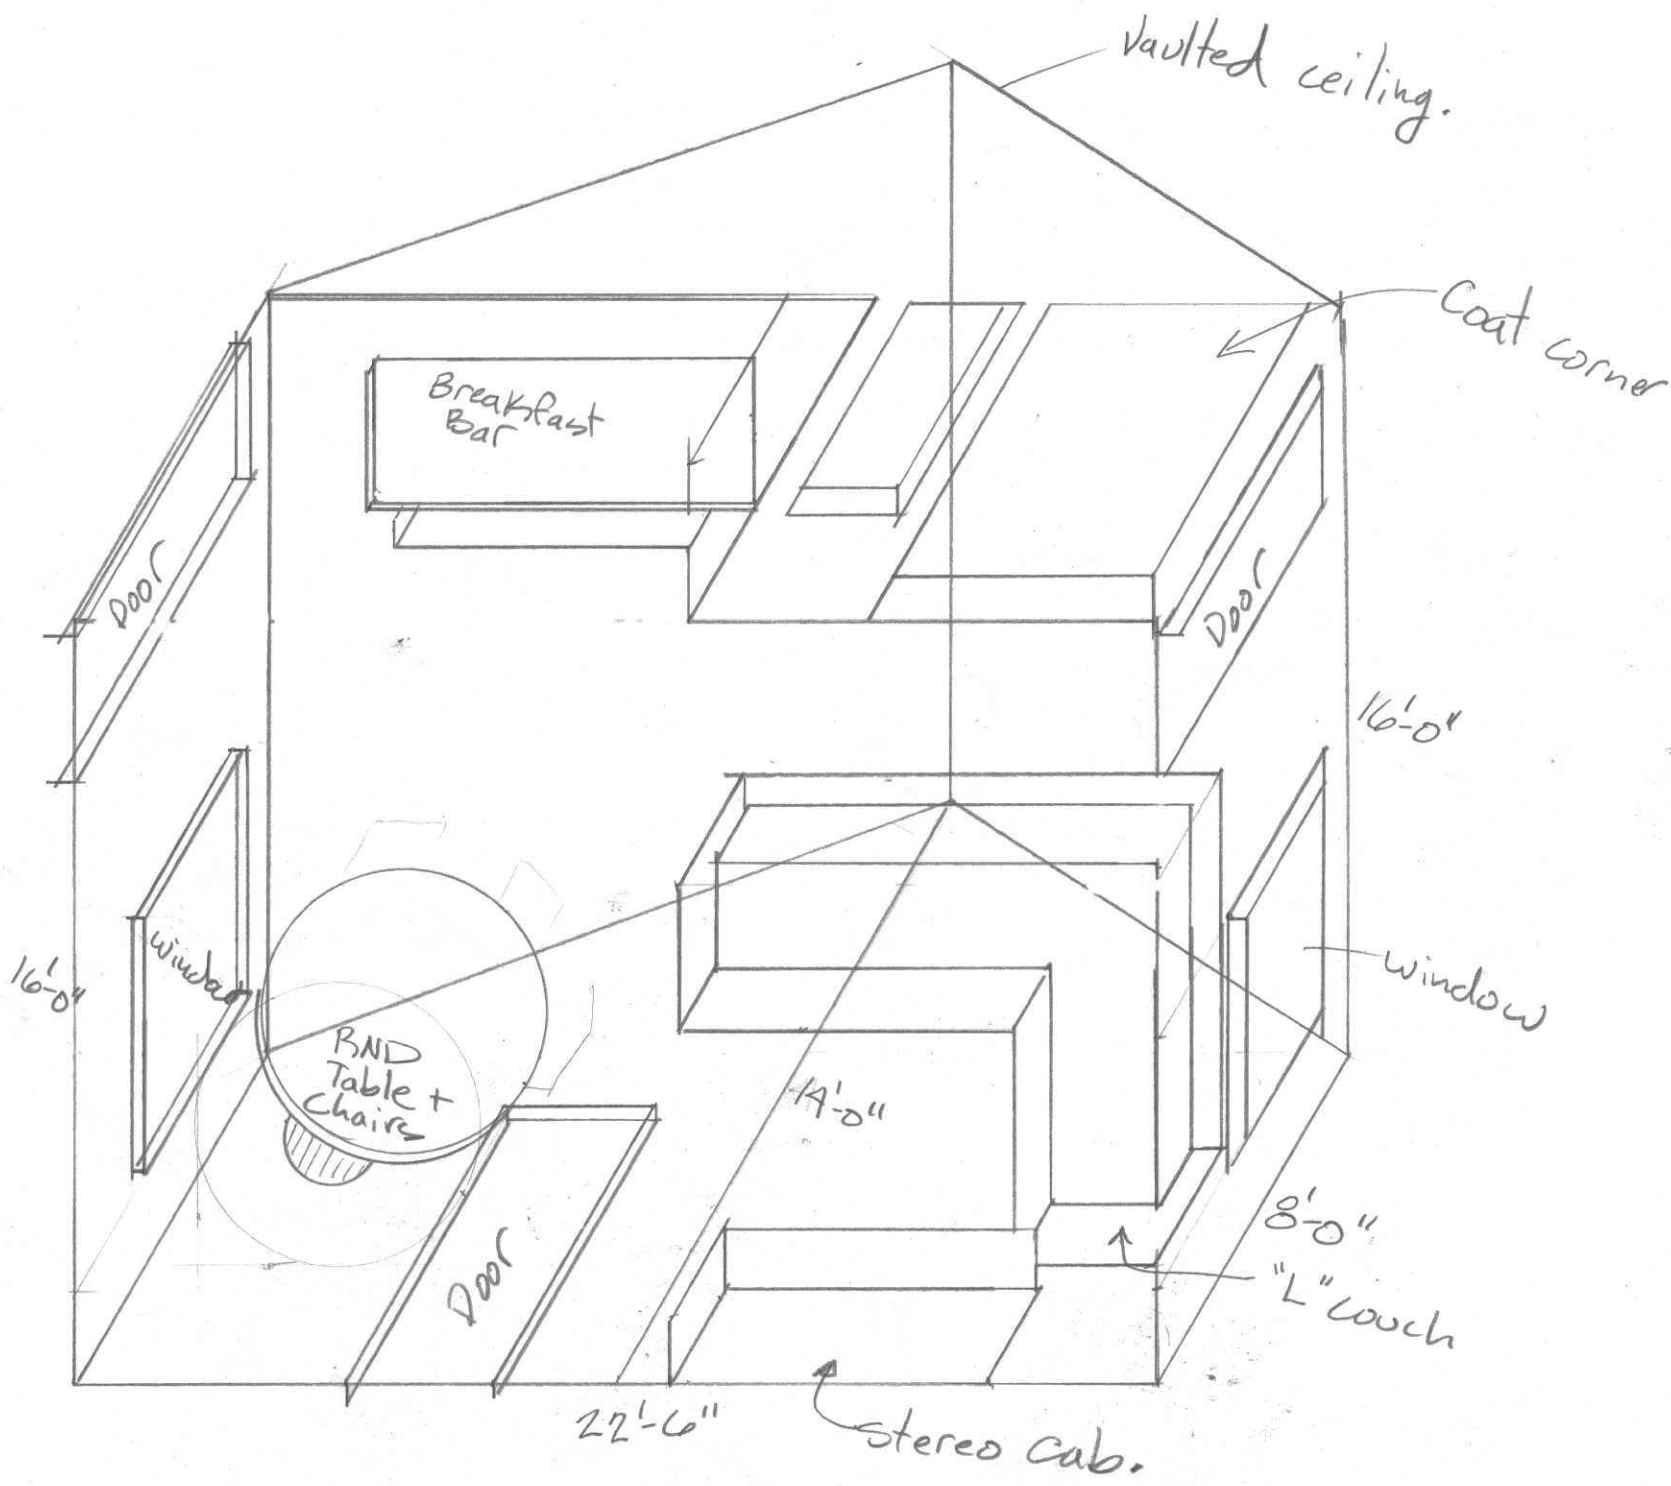 Vaulted ceiling.
Coat corner
Breakfast
Bar
Door
Door
16'-0"
window
window
16'-0"
RND
Table +
Chairs
14'-0"
8'-0"
"L" couch
Door
22'-6"
Stereo Cab.